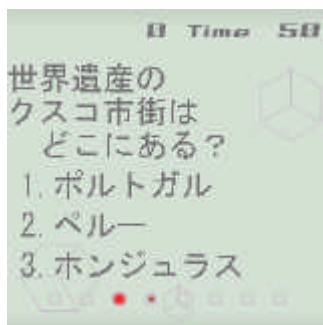 0 Time 50
世界遺産の
クスコ市街は
どこにある？
1. ポルトガル
2. ペルー
3. ホンジュラス